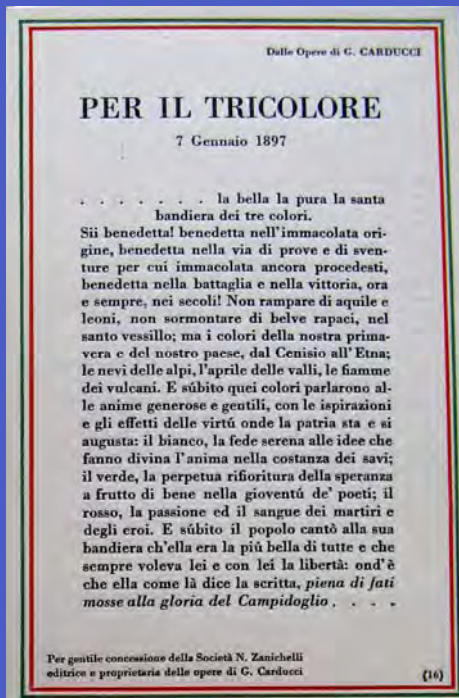 Dalle Opere di G. CARDUCCI
PER IL TRICOLORE
7 Gennaio 1897
. . . . . . . la bella la pura la santa
bandiera dei tre colori.
Sii benedetta! benedetta nell'immacolata ori-
gine, benedetta nella via di prove e di sven-
ture per cui immacolata ancora procedesti,
benedetta nella battaglia e nella vittoria, ora
e sempre, nei secoli! Non rampare di aquile e
leoni, non sormontare di belve rapaci, nel
santo vessillo; ma i colori della nostra prima-
vera e del nostro paese, dal Cenisio all'Etna;
le nevi delle alpi, l'aprile delle valli, le fiamme
dei vulcani. E súbito quei colori parlarono al-
le anime generose e gentili, con le ispirazioni
e gli effetti delle virtú onde la patria sta e si
augusta: il bianco, la fede serena alle idee che
fanno divina l'anima nella costanza dei savi;
il verde, la perpetua rifioritura della speranza
a frutto di bene nella gioventú de' poeti; il
rosso, la passione ed il sangue dei martiri e
degli eroi. E súbito il popolo cantò alla sua
bandiera ch'ella era la piú bella di tutte e che
sempre voleva lei e con lei la libertà: ond'è
che ella come là dice la scritta, piena di fati
mosse alla gloria del Campidoglio . . . .
Per gentile concessione della Società N. Zanichelli
editrice e proprietaria delle opere di G. Carducci
(16)